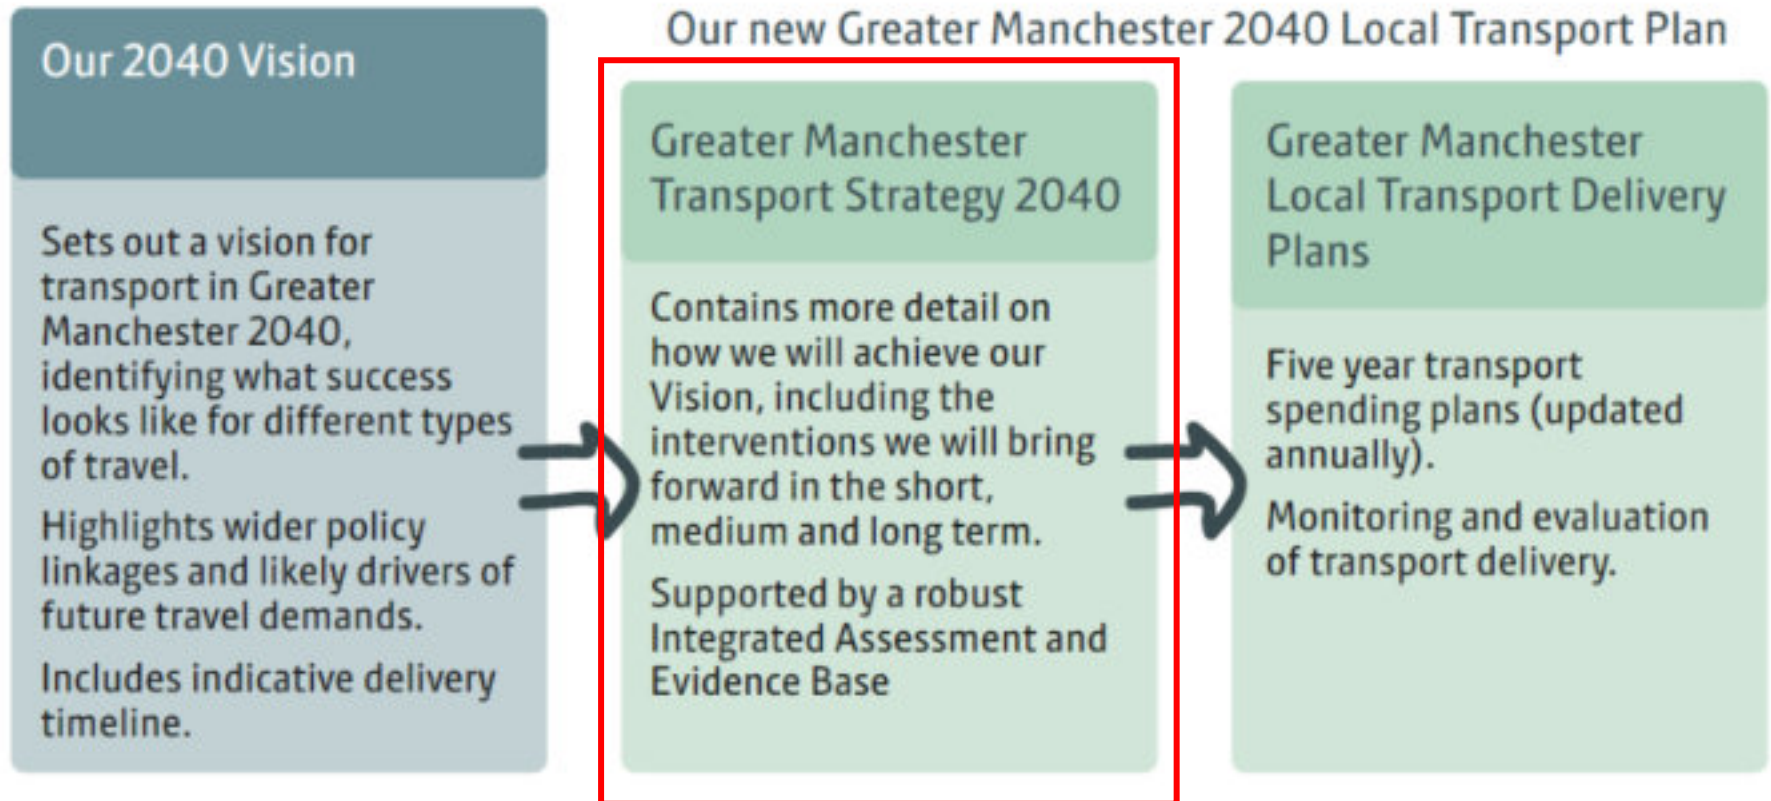 Our 2040 Vision
Sets out a vision for
transport in Greater
Manchester 2040,
identifying what success
looks like for different types
of travel.
Highlights wider policy
linkages and likely drivers of
future travel demands.
Includes indicative delivery
timeline.
Our new Greater Manchester 2040 Local Transport Plan
Greater Manchester
Transport Strategy 2040
Contains more detail on
how we will achieve our
Vision, including the
interventions we will bring
forward in the short,
medium and long term.
Supported by a robust
Integrated Assessment and
Evidence Base
Greater Manchester
Local Transport Delivery
Plans
Five year transport
spending plans (updated
annually).
Monitoring and evaluation
of transport delivery.